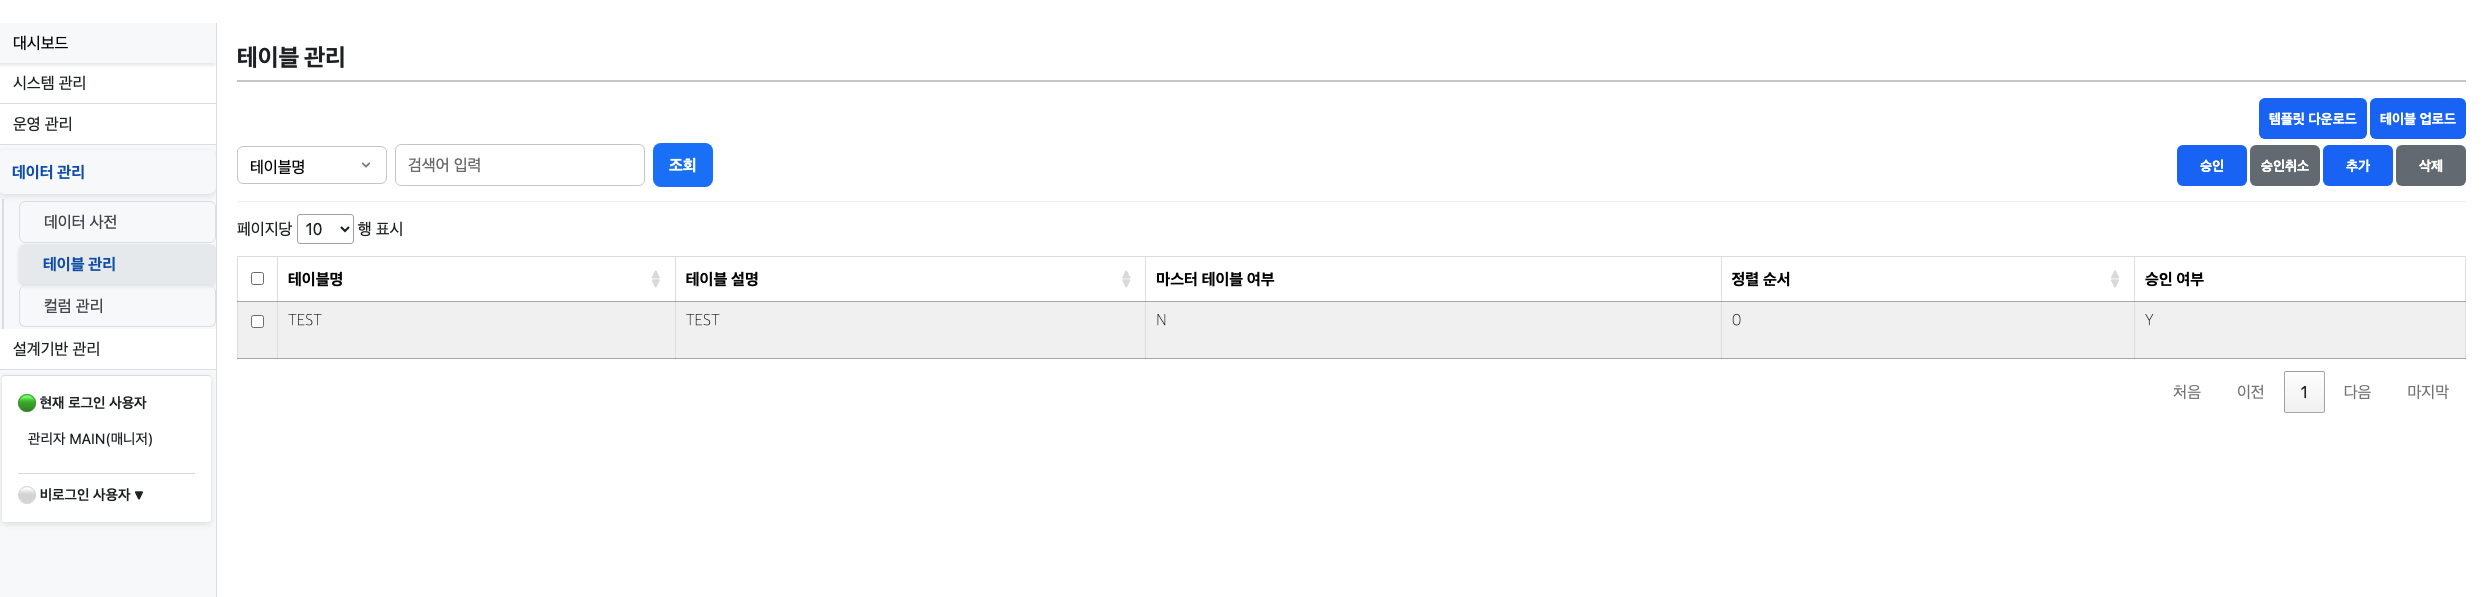 대시보드
시스템 관리
운영 관리
데이터 관리
데이터 사전
테이블 관리
컬럼 관리
설계기반 관리
현재 로그인 사용자
관리자 MAIN(매니저)
비로그인 사용자 ▼
테이블 관리
템플릿 다운로드 테이블 업로드
테이블명 검색어 입력 조회 승인 승인취소 추가 삭제
페이지당 10 행 표시
테이블명 테이블 설명 마스터 테이블 여부 정렬 순서 승인 여부
TEST TEST N 0 Y
처음 이전 1 다음 마지막